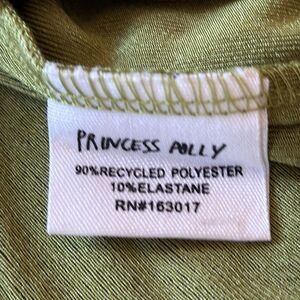 PRINCESS POLLY
90%RECYCLED POLYESTER
10%ELASTANE
RN#163017